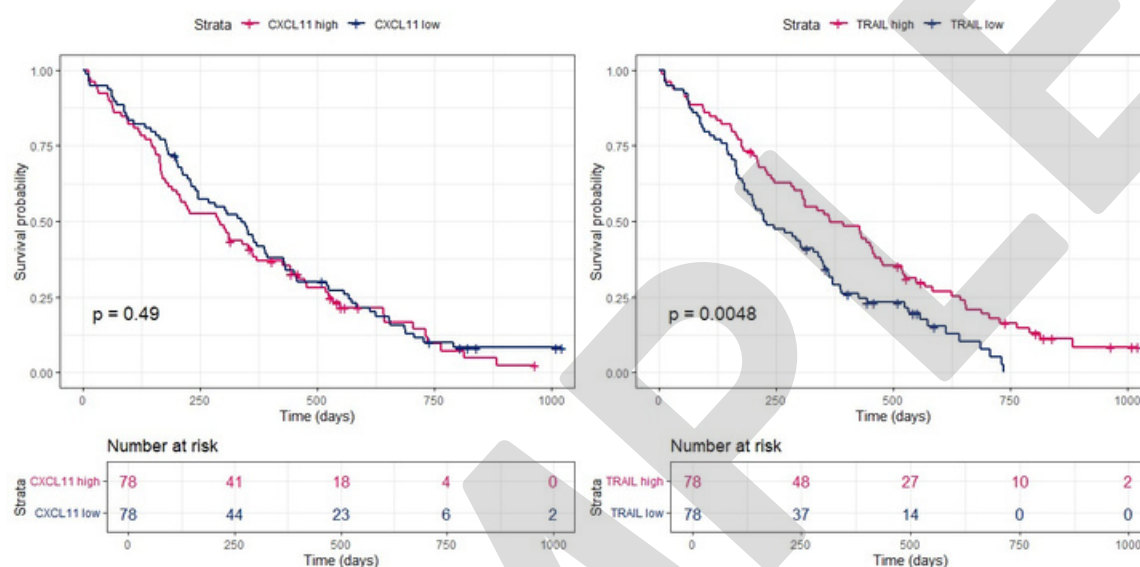 Strata CXCL11 high CXCL11 low
1.00
0.75
0.50
0.25
0.00
Survival probability
p = 0.49
0 250 500 750 1000
Time (days)
Number at risk
Strata
CXCL11 high 78 41 18 4 0
CXCL11 low 78 44 23 6 2
0 250 500 750 1000
Time (days)
Strata TRAIL high TRAIL low
1.00
0.75
0.50
0.25
0.00
Survival probability
p = 0.0048
0 250 500 750 1000
Time (days)
Number at risk
Strata
TRAIL high 78 48 27 10 2
TRAIL low 78 37 14 0 0
0 250 500 750 1000
Time (days)